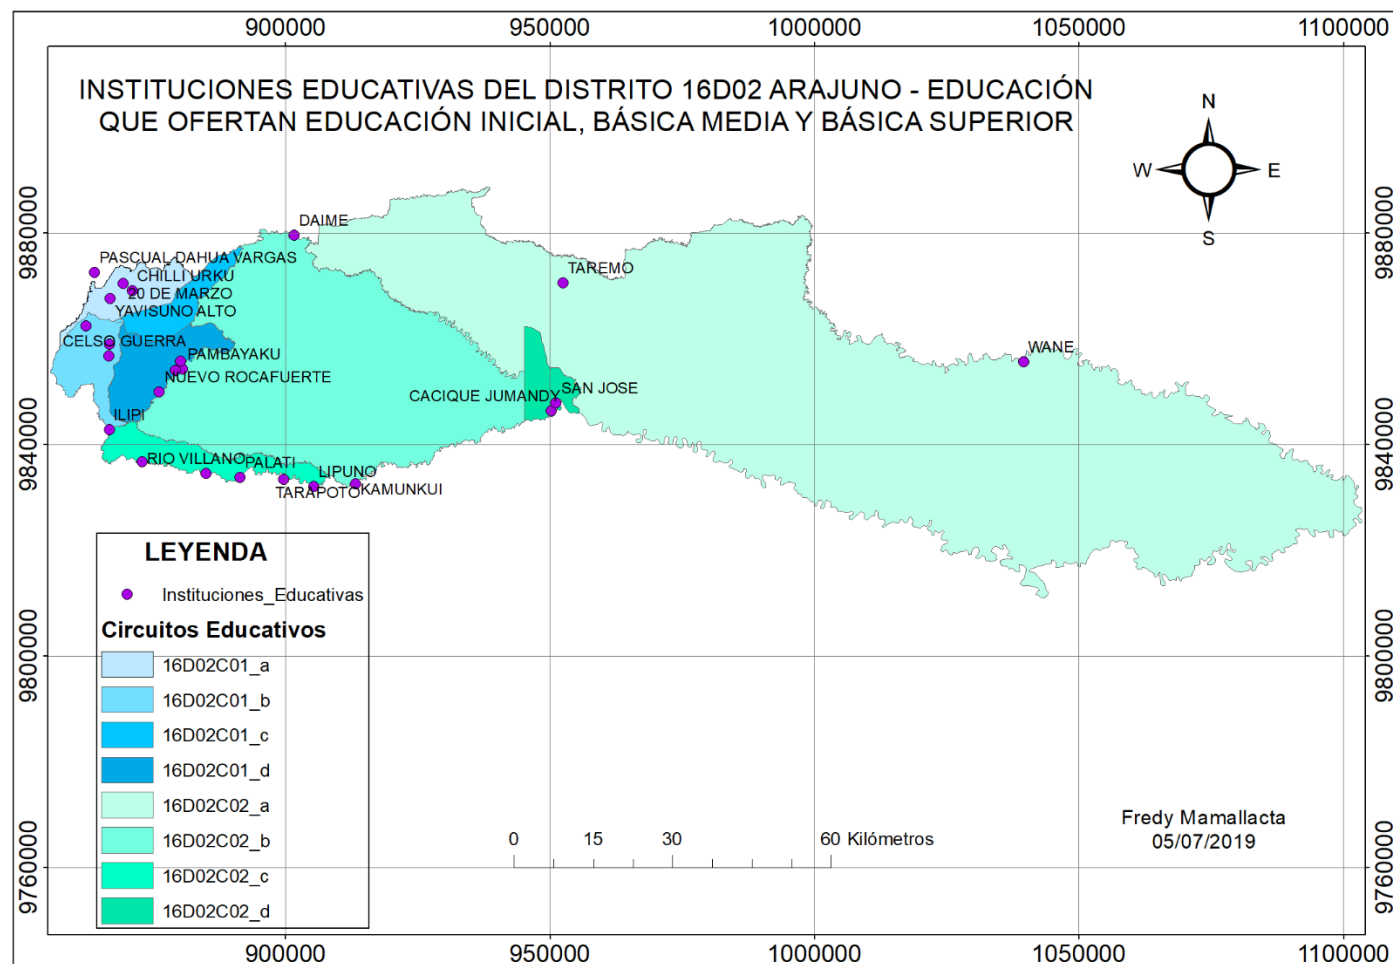 900000 950000 1000000 1050000 1100000
INSTITUCIONES EDUCATIVAS DEL DISTRITO 16D02 ARAJUNO - EDUCACIÓN
QUE OFERTAN EDUCACIÓN INICIAL, BÁSICA MEDIA Y BÁSICA SUPERIOR
N
W E
S
9880000
9880000
DAIME
PASCUAL DAHUA VARGAS
CHILLI URKU
TAREMO
20 DE MARZO
YAVISUNO ALTO
CELSO GUERRA
WANE
PAMBAYAKU
NUEVO ROCAFUERTE
CACIQUE JUMANDY
SAN JOSE
ILIPI
9840000
9840000
RIO VILLANO
PALATI
LIPUNO
TARAPOTO
KAMUNKUI
LEYENDA
Instituciones_Educativas
Circuitos Educativos
16D02C01_a
16D02C01_b
16D02C01_c
16D02C01_d
16D02C02_a
16D02C02_b
16D02C02_c
16D02C02_d
9800000
9800000
Fredy Mamallacta
05/07/2019
0 15 30 60 Kilómetros
9760000
9760000
900000 950000 1000000 1050000 1100000